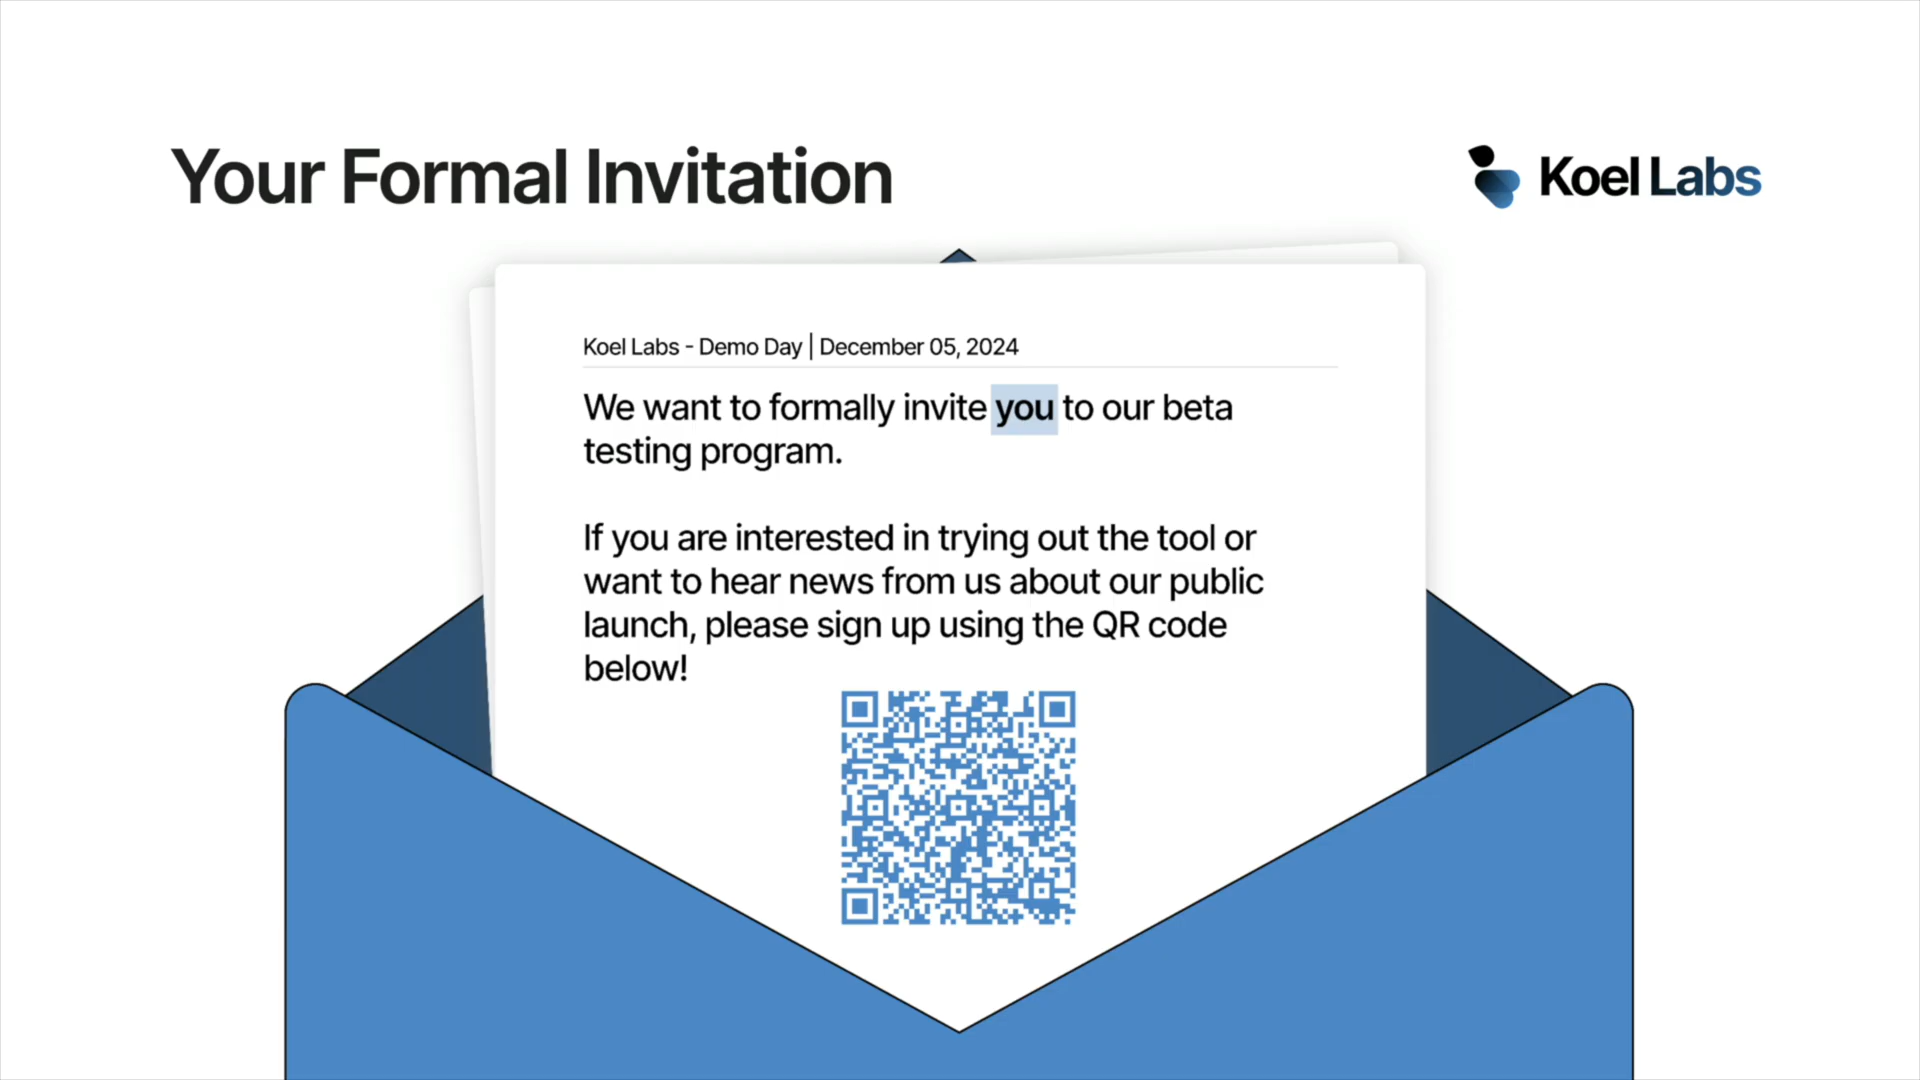 Your Formal Invitation
Koel Labs
Koel Labs - Demo Day | December 05, 2024
We want to formally invite you to our beta
testing program.
If you are interested in trying out the tool or
want to hear news from us about our public
launch, please sign up using the QR code
below!